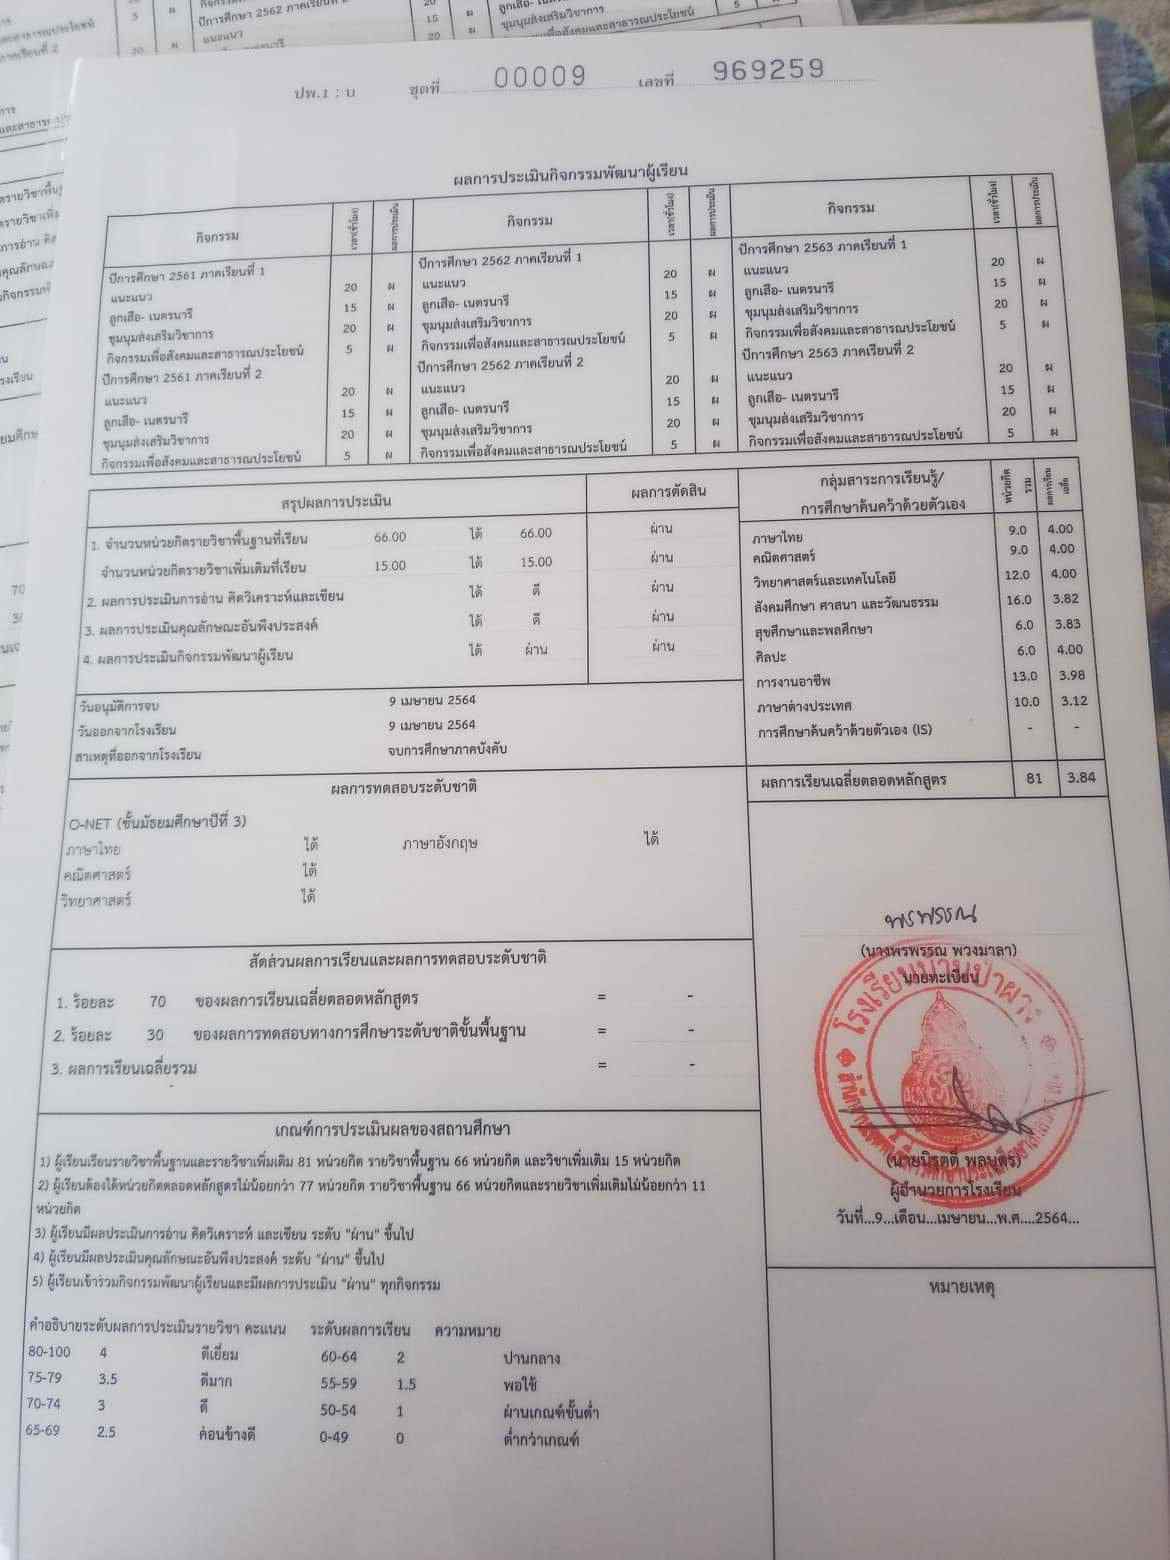 ปพ.1 : บ ชุดที่ 00009 เลขที่ 969259
ผลการประเมินกิจกรรมพัฒนาผู้เรียน
กิจกรรม เวลา(ชั่วโมง) ผลการประเมิน กิจกรรม เวลา(ชั่วโมง) ผลการประเมิน กิจกรรม เวลา(ชั่วโมง) ผลการประเมิน
ปีการศึกษา 2561 ภาคเรียนที่ 1
แนะแนว 20 ผ
ลูกเสือ- เนตรนารี 15 ผ
ชุมนุมส่งเสริมวิชาการ 20 ผ
กิจกรรมเพื่อสังคมและสาธารณประโยชน์ 5 ผ
ปีการศึกษา 2561 ภาคเรียนที่ 2
แนะแนว 20 ผ
ลูกเสือ- เนตรนารี 15 ผ
ชุมนุมส่งเสริมวิชาการ 20 ผ
กิจกรรมเพื่อสังคมและสาธารณประโยชน์ 5 ผ
ปีการศึกษา 2562 ภาคเรียนที่ 1
แนะแนว 20 ผ
ลูกเสือ- เนตรนารี 15 ผ
ชุมนุมส่งเสริมวิชาการ 20 ผ
กิจกรรมเพื่อสังคมและสาธารณประโยชน์ 5 ผ
ปีการศึกษา 2562 ภาคเรียนที่ 2
แนะแนว 20 ผ
ลูกเสือ- เนตรนารี 15 ผ
ชุมนุมส่งเสริมวิชาการ 20 ผ
กิจกรรมเพื่อสังคมและสาธารณประโยชน์ 5 ผ
ปีการศึกษา 2563 ภาคเรียนที่ 1
แนะแนว 20 ผ
ลูกเสือ- เนตรนารี 15 ผ
ชุมนุมส่งเสริมวิชาการ 20 ผ
กิจกรรมเพื่อสังคมและสาธารณประโยชน์ 5 ผ
ปีการศึกษา 2563 ภาคเรียนที่ 2
แนะแนว 20 ผ
ลูกเสือ- เนตรนารี 15 ผ
ชุมนุมส่งเสริมวิชาการ 20 ผ
กิจกรรมเพื่อสังคมและสาธารณประโยชน์ 5 ผ
สรุปผลการประเมิน ผลการตัดสิน
1. จำนวนหน่วยกิตรายวิชาพื้นฐานที่เรียน 66.00 ได้ 66.00 ผ่าน
จำนวนหน่วยกิตรายวิชาเพิ่มเติมที่เรียน 15.00 ได้ 15.00 ผ่าน
2. ผลการประเมินการอ่าน คิดวิเคราะห์และเขียน ได้ ดี ผ่าน
3. ผลการประเมินคุณลักษณะอันพึงประสงค์ ได้ ดี ผ่าน
4. ผลการประเมินกิจกรรมพัฒนาผู้เรียน ได้ ผ่าน ผ่าน
วันอนุมัติการจบ 9 เมษายน 2564
วันออกจากโรงเรียน 9 เมษายน 2564
สาเหตุที่ออกจากโรงเรียน จบการศึกษาภาคบังคับ
กลุ่มสาระการเรียนรู้/
การศึกษาค้นคว้าด้วยตัวเอง
หน่วยกิต
รวม
ผลการเรียน
เฉลี่ย
ภาษาไทย 9.0 4.00
คณิตศาสตร์ 9.0 4.00
วิทยาศาสตร์และเทคโนโลยี 12.0 4.00
สังคมศึกษา ศาสนา และวัฒนธรรม 16.0 3.82
สุขศึกษาและพลศึกษา 6.0 3.83
ศิลปะ 6.0 4.00
การงานอาชีพ 13.0 3.98
ภาษาต่างประเทศ 10.0 3.12
การศึกษาค้นคว้าด้วยตัวเอง (IS) - -
ผลการเรียนเฉลี่ยตลอดหลักสูตร 81 3.84
ผลการทดสอบระดับชาติ
O-NET (ชั้นมัธยมศึกษาปีที่ 3)
ภาษาไทย ได้ ภาษาอังกฤษ ได้
คณิตศาสตร์ ได้
วิทยาศาสตร์ ได้
สัดส่วนผลการเรียนและผลการทดสอบระดับชาติ
1. ร้อยละ 70 ของผลการเรียนเฉลี่ยตลอดหลักสูตร = -
2. ร้อยละ 30 ของผลการทดสอบทางการศึกษาระดับชาติขั้นพื้นฐาน = -
3. ผลการเรียนเฉลี่ยรวม = -
พรพรรณ
(นางพรพรรณ พวงมาลา)
นายทะเบียน
โรงเรียนบ้านป่าผาง
(นายนิรุตติ์ พลบุตร)
ผู้อำนวยการโรงเรียน
วันที่...9...เดือน...เมษายน...พ.ศ....2564...
หมายเหตุ
เกณฑ์การประเมินผลของสถานศึกษา
1) ผู้เรียนเรียนรายวิชาพื้นฐานและรายวิชาเพิ่มเติม 81 หน่วยกิต รายวิชาพื้นฐาน 66 หน่วยกิต และวิชาเพิ่มเติม 15 หน่วยกิต
2) ผู้เรียนต้องได้หน่วยกิตตลอดหลักสูตรไม่น้อยกว่า 77 หน่วยกิต รายวิชาพื้นฐาน 66 หน่วยกิตและรายวิชาเพิ่มเติมไม่น้อยกว่า 11
หน่วยกิต
3) ผู้เรียนมีผลประเมินการอ่าน คิดวิเคราะห์ และเขียน ระดับ "ผ่าน" ขึ้นไป
4) ผู้เรียนมีผลประเมินคุณลักษณะอันพึงประสงค์ ระดับ "ผ่าน" ขึ้นไป
5) ผู้เรียนเข้าร่วมกิจกรรมพัฒนาผู้เรียนและมีผลการประเมิน "ผ่าน" ทุกกิจกรรม
คำอธิบายระดับผลการประเมินรายวิชา คะแนน ระดับผลการเรียน ความหมาย
80-100 4 ดีเยี่ยม 60-64 2 ปานกลาง
75-79 3.5 ดีมาก 55-59 1.5 พอใช้
70-74 3 ดี 50-54 1 ผ่านเกณฑ์ขั้นต่ำ
65-69 2.5 ค่อนข้างดี 0-49 0 ต่ำกว่าเกณฑ์